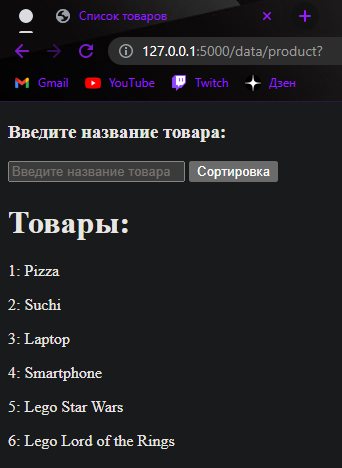 Список товаров
127.0.0.1:5000/data/product?
Gmail YouTube Twitch Дзен
Введите название товара:
Введите название товара Сортировка
Товары:
1: Pizza
2: Suchi
3: Laptop
4: Smartphone
5: Lego Star Wars
6: Lego Lord of the Rings